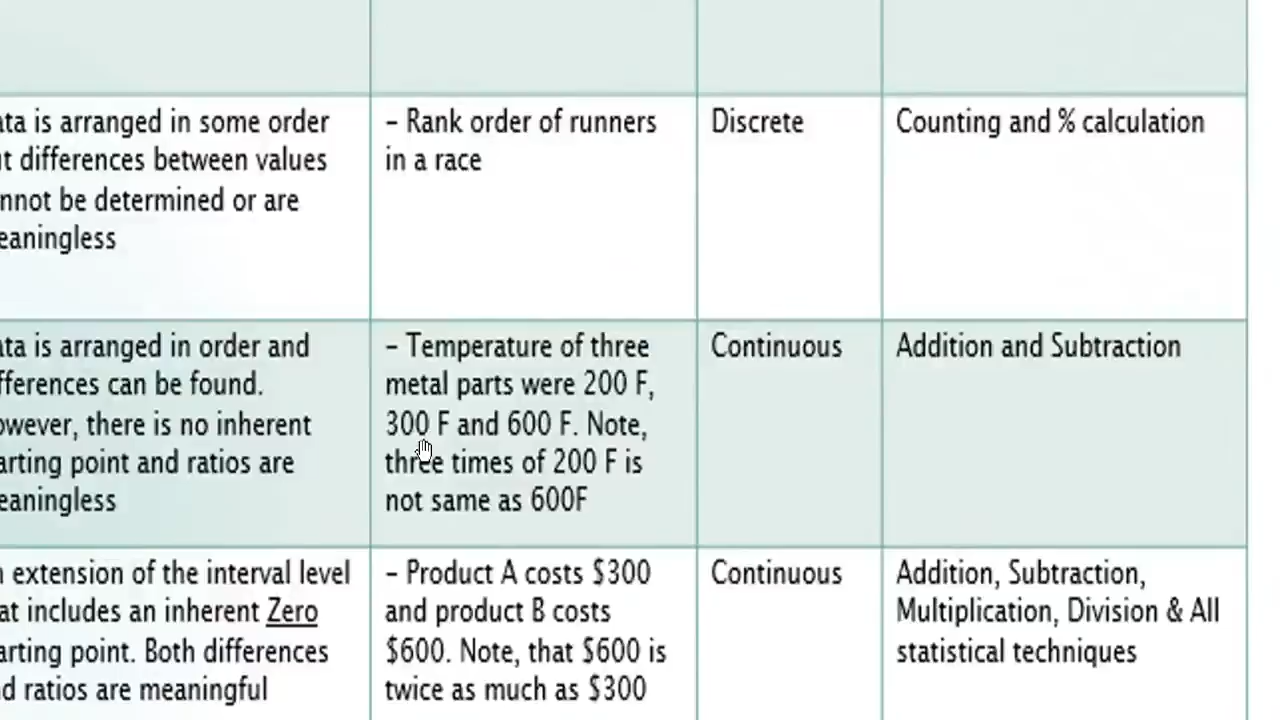 ata is arranged in some order
ut differences between values
nnot be determined or are
eaningless
– Rank order of runners
in a race
Discrete
Counting and % calculation
ata is arranged in order and
fferences can be found.
owever, there is no inherent
arting point and ratios are
eaningless
– Temperature of three
metal parts were 200 F,
300 F and 600 F. Note,
three times of 200 F is
not same as 600F
Continuous
Addition and Subtraction
n extension of the interval level
at includes an inherent Zero
arting point. Both differences
d ratios are meaningful
– Product A costs $300
and product B costs
$600. Note, that $600 is
twice as much as $300
Continuous
Addition, Subtraction,
Multiplication, Division & All
statistical techniques